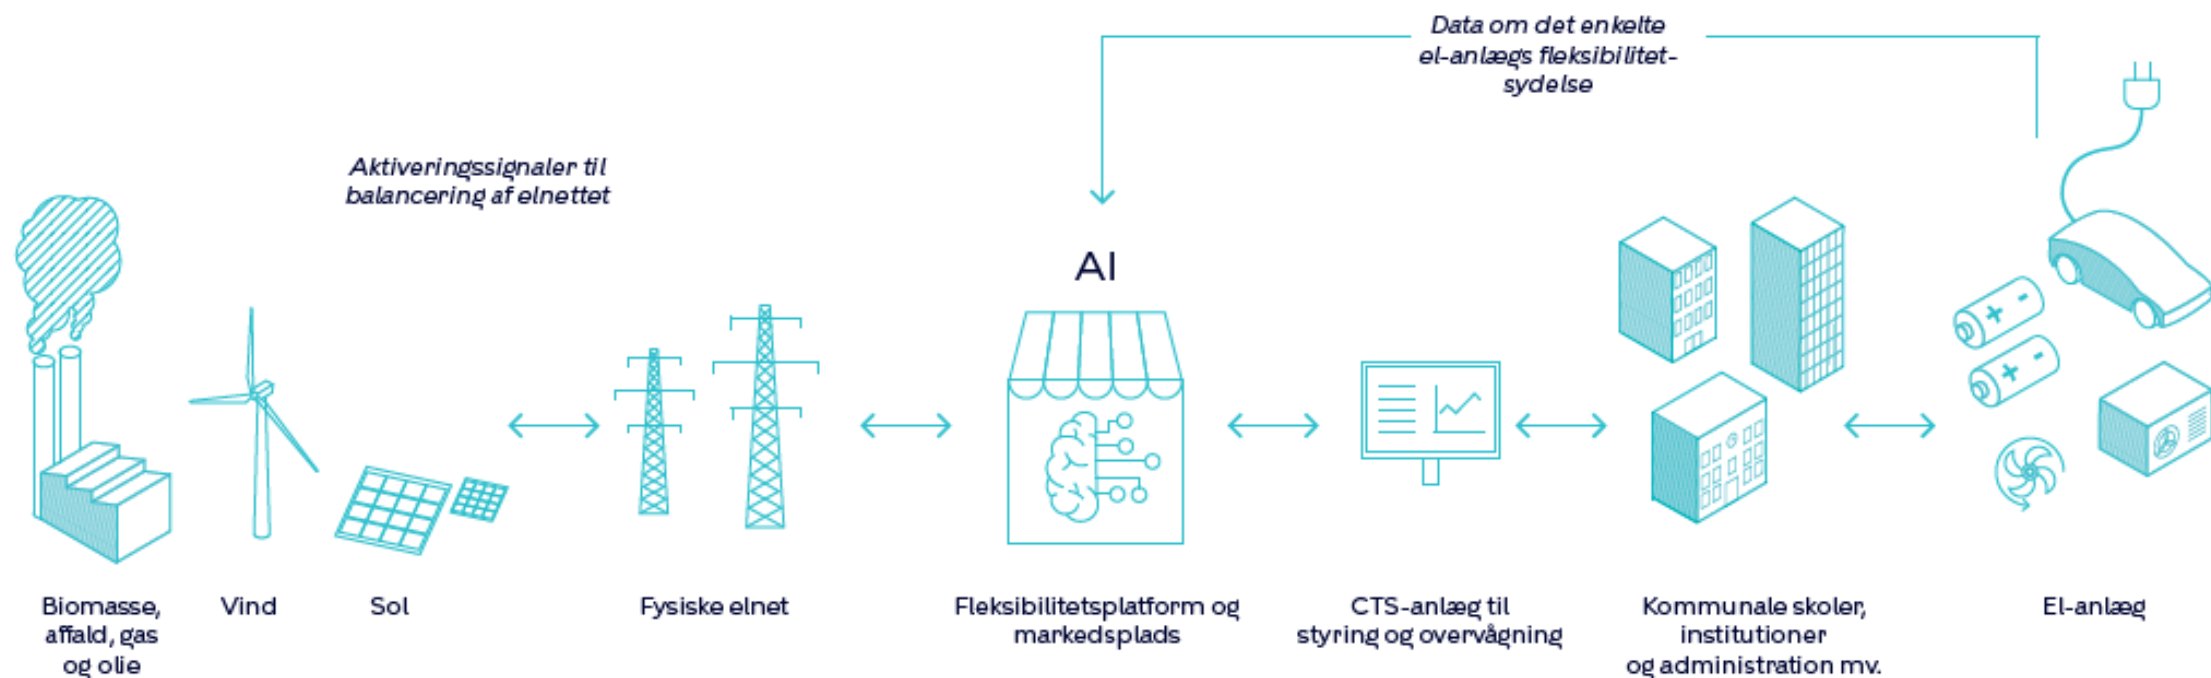 Data om det enkelte
el-anlægs fleksibilitet-
sydelse
Aktiveringssignaler til
balancering af elnettet
AI
Biomasse,
affald, gas
og olie
Vind
Sol
Fysiske elnet
Fleksibilitetsplatform og
markedsplads
CTS-anlæg til
styring og overvågning
Kommunale skoler,
institutioner
og administration mv.
El-anlæg